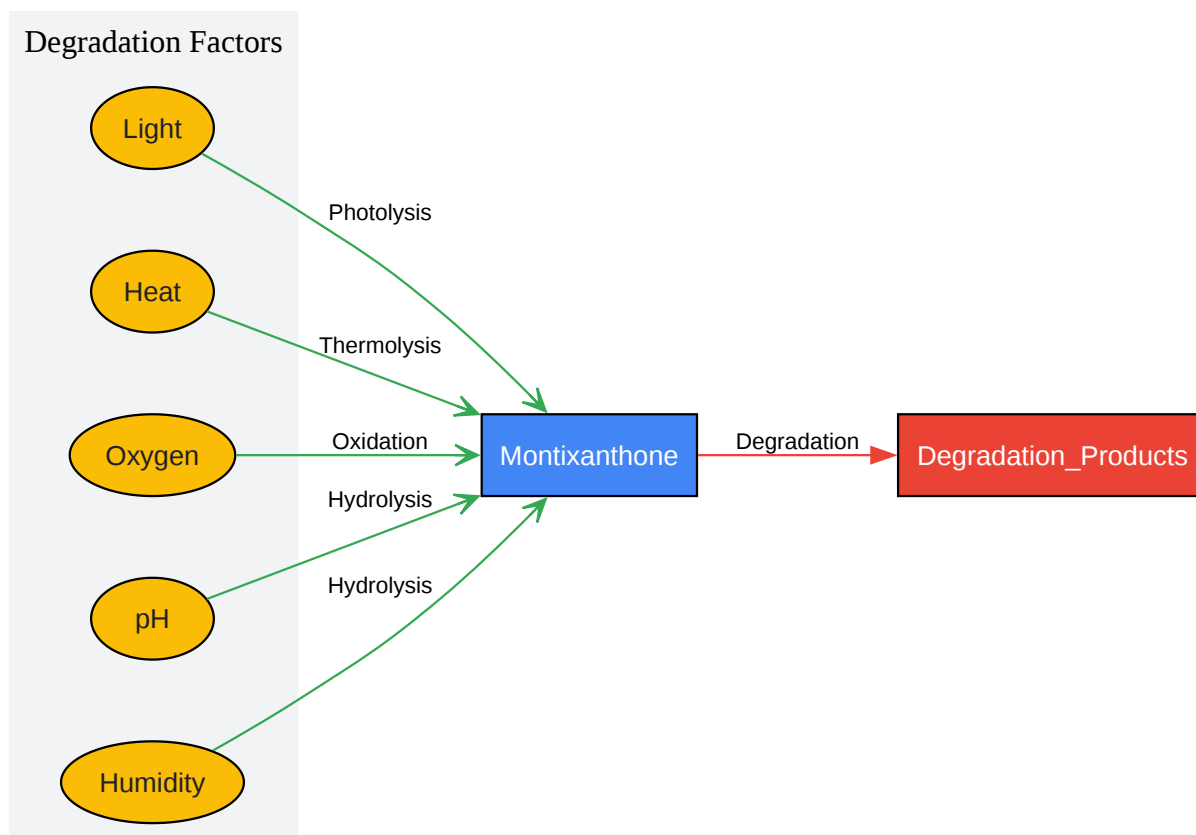 Degradation Factors
Light
Photolysis
Heat
Thermolysis
Oxygen
Oxidation
Montixanthone
Degradation
Degradation_Products
Hydrolysis
Hydrolysis
pH
Humidity